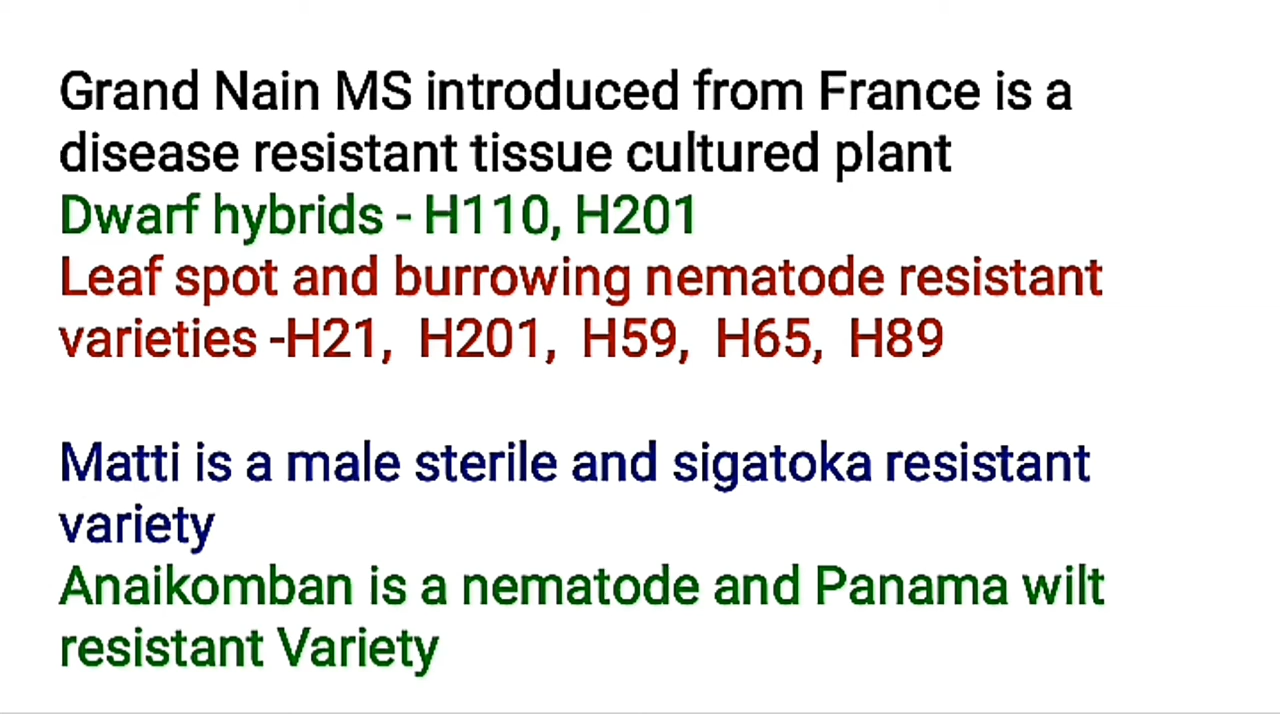 Grand Nain MS introduced from France is a
disease resistant tissue cultured plant
Dwarf hybrids - H110, H201
Leaf spot and burrowing nematode resistant
varieties -H21, H201, H59, H65, H89
Matti is a male sterile and sigatoka resistant
variety
Anaikomban is a nematode and Panama wilt
resistant Variety